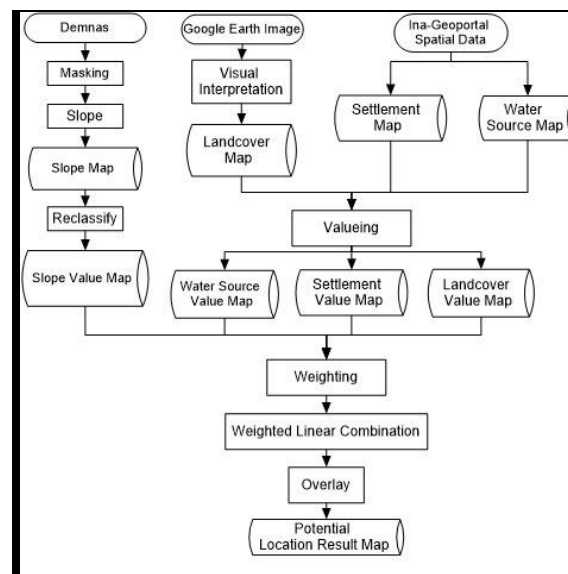 Demnas
Google Earth Image
Ina-Geoportal
Spatial Data
Masking
Visual
Interpretation
Slope
Settlement
Map
Water
Source Map
Landcover
Map
Slope Map
Reclassify
Valueing
Slope Value Map
Water Source
Value Map
Settlement
Value Map
Landcover
Value Map
Weighting
Weighted Linear Combination
Overlay
Potential
Location Result Map